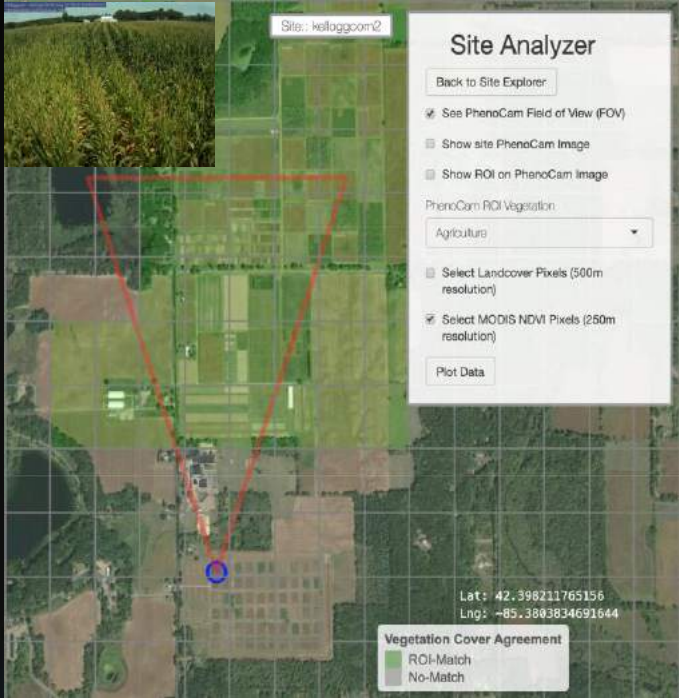 Site:: kelloggcorn2
Site Analyzer
Back to Site Explorer
See PhenoCam Field of View (FOV)
Show site PhenoCam Image
Show ROI on PhenoCam Image
PhenoCam ROI Vegetation
Agriculture
Select Landcover Pixels (500m
resolution)
Select MODIS NDVI Pixels (250m
resolution)
Plot Data
Lat: 42.398211765156
Lng: -85.3803834691644
Vegetation Cover Agreement
ROI-Match
No-Match